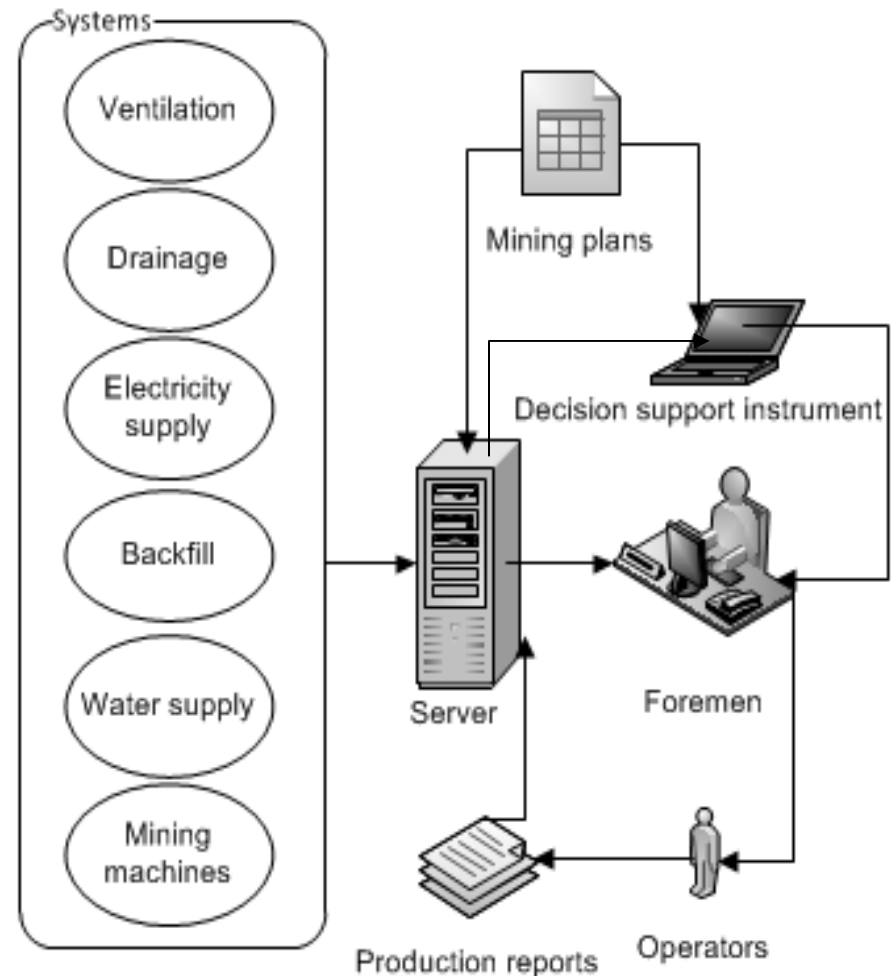 Systems
Ventilation
Drainage
Electricity
supply
Backfill
Water supply
Mining
machines
Mining plans
Decision support instrument
Server
Foremen
Production reports
Operators